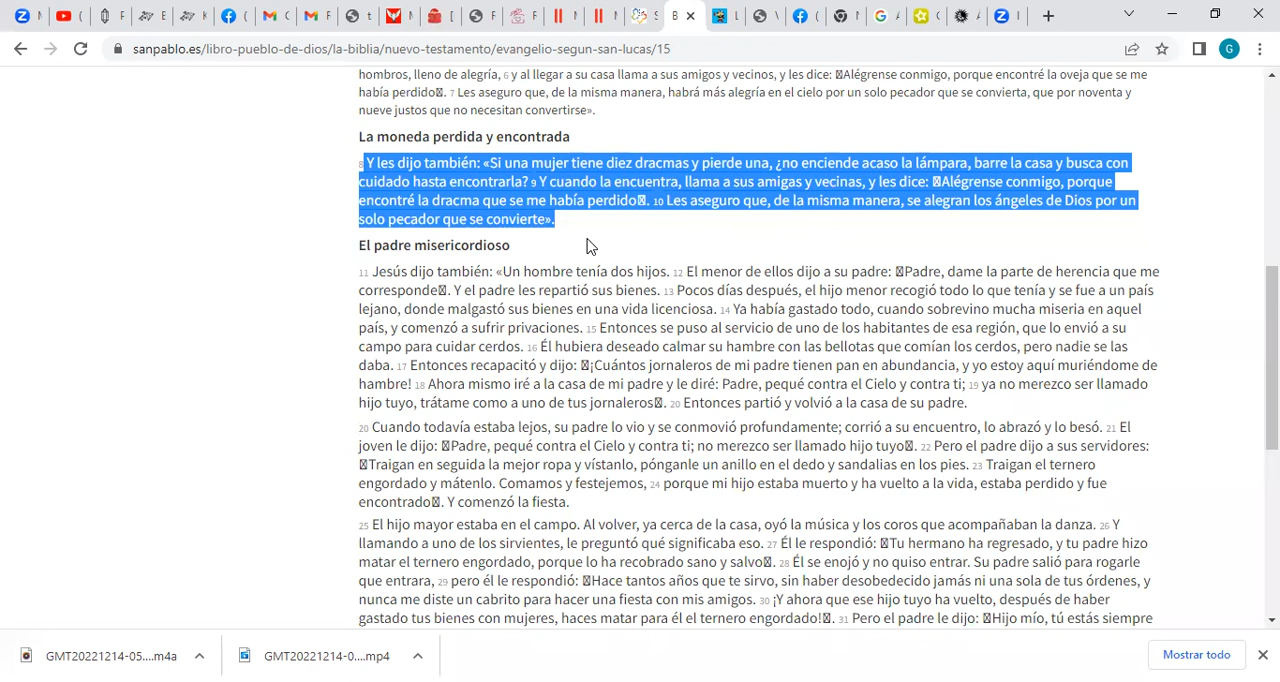 sanpablo.es/libro-pueblo-de-dios/la-biblia/nuevo-testamento/evangelio-segun-san-lucas/15
G
hombres, lleno de alegría, 6 y al llegar a su casa llama a sus amigos y vecinos, y les dice: Alégrense conmigo, porque encontré la oveja que se me
había perdido. 7 Les aseguro que, de la misma manera, habrá más alegría en el cielo por un solo pecador que se convierta, que por noventa y
nueve justos que no necesitan convertirse».
La moneda perdida y encontrada
8 Y les dijo también: «Si una mujer tiene diez dracmas y pierde una, ¿no enciende acaso la lámpara, barre la casa y busca con
cuidado hasta encontrarla? 9 Y cuando la encuentra, llama a sus amigas y vecinas, y les dice: Alégrense conmigo, porque
encontré la dracma que se me había perdido. 10 Les aseguro que, de la misma manera, se alegran los ángeles de Dios por un
solo pecador que se convierte».
El padre misericordioso
11 Jesús dijo también: «Un hombre tenía dos hijos. 12 El menor de ellos dijo a su padre: Padre, dame la parte de herencia que me
corresponde. Y el padre les repartió sus bienes. 13 Pocos días después, el hijo menor recogió todo lo que tenía y se fue a un país
lejano, donde malgastó sus bienes en una vida licenciosa. 14 Ya había gastado todo, cuando sobrevino mucha miseria en aquel
país, y comenzó a sufrir privaciones. 15 Entonces se puso al servicio de uno de los habitantes de esa región, que lo envió a su
campo para cuidar cerdos. 16 Él hubiera deseado calmar su hambre con las bellotas que comían los cerdos, pero nadie se las
daba. 17 Entonces recapacitó y dijo: ¡Cuántos jornaleros de mi padre tienen pan en abundancia, y yo estoy aquí muriéndome de
hambre! 18 Ahora mismo iré a la casa de mi padre y le diré: Padre, pequé contra el Cielo y contra ti; 19 ya no merezco ser llamado
hijo tuyo, trátame como a uno de tus jornaleros. 20 Entonces partió y volvió a la casa de su padre.
20 Cuando todavía estaba lejos, su padre lo vio y se conmovió profundamente; corrió a su encuentro, lo abrazó y lo besó. 21 El
joven le dijo: Padre, pequé contra el Cielo y contra ti; no merezco ser llamado hijo tuyo. 22 Pero el padre dijo a sus servidores:
Traigan en seguida la mejor ropa y vístanlo, pónganle un anillo en el dedo y sandalias en los pies. 23 Traigan el ternero
engordado y mátenlo. Comamos y festejemos, 24 porque mi hijo estaba muerto y ha vuelto a la vida, estaba perdido y fue
encontrado. Y comenzó la fiesta.
25 El hijo mayor estaba en el campo. Al volver, ya cerca de la casa, oyó la música y los coros que acompañaban la danza. 26 Y
llamando a uno de los sirvientes, le preguntó qué significaba eso. 27 Él le respondió: Tu hermano ha regresado, y tu padre hizo
matar el ternero engordado, porque lo ha recobrado sano y salvo. 28 Él se enojó y no quiso entrar. Su padre salió para rogarle
que entrara, 29 pero él le respondió: Hace tantos años que te sirvo, sin haber desobedecido jamás ni una sola de tus órdenes, y
nunca me diste un cabrito para hacer una fiesta con mis amigos. 30 ¡Y ahora que ese hijo tuyo ha vuelto, después de haber
gastado tus bienes con mujeres, haces matar para él el ternero engordado!. 31 Pero el padre le dijo: Hijo mío, tú estás siempre
GMT20221214-05....m4a
GMT20221214-0....mp4
Mostrar todo